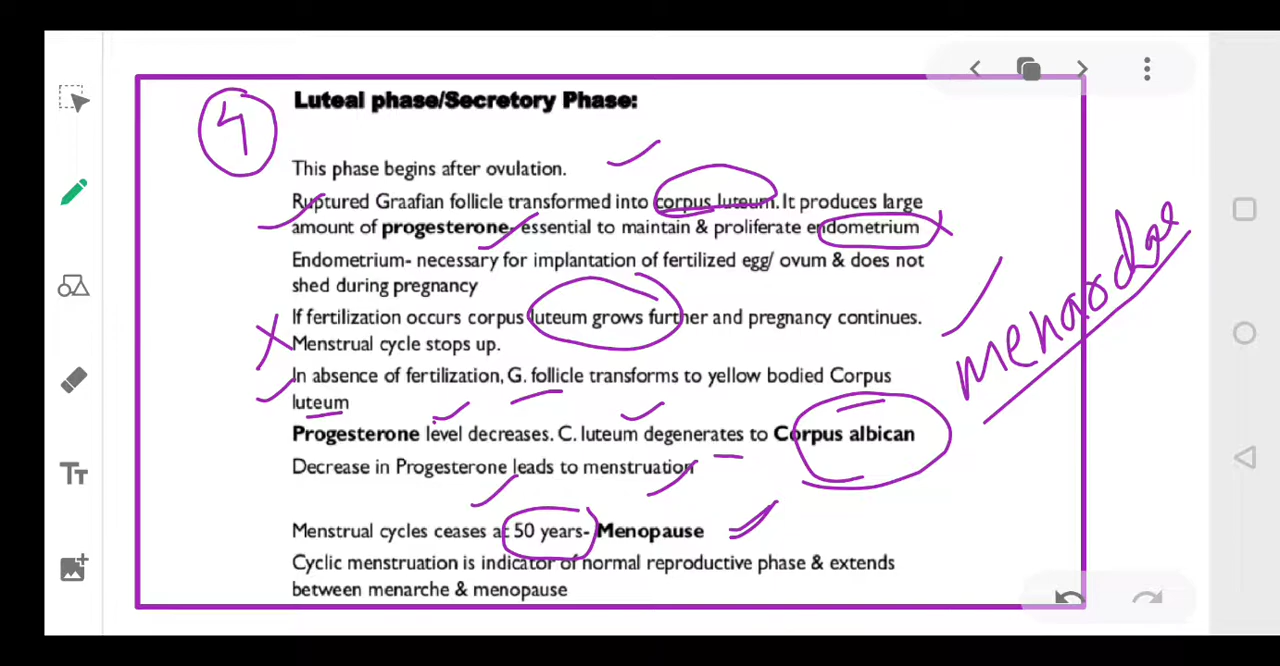 4
Luteal phase/Secretory Phase:
This phase begins after ovulation.
Ruptured Graafian follicle transformed into corpus luteum. It produces large
amount of progesterone- essential to maintain & proliferate endometrium
Endometrium- necessary for implantation of fertilized egg/ ovum & does not
shed during pregnancy
If fertilization occurs corpus luteum grows further and pregnancy continues.
Menstrual cycle stops up.
In absence of fertilization, G. follicle transforms to yellow bodied Corpus
luteum
Progesterone level decreases. C. luteum degenerates to Corpus albican
Decrease in Progesterone leads to menstruation
Menstrual cycles ceases at 50 years- Menopause
Cyclic menstruation is indicator of normal reproductive phase & extends
between menarche & menopause
Tт